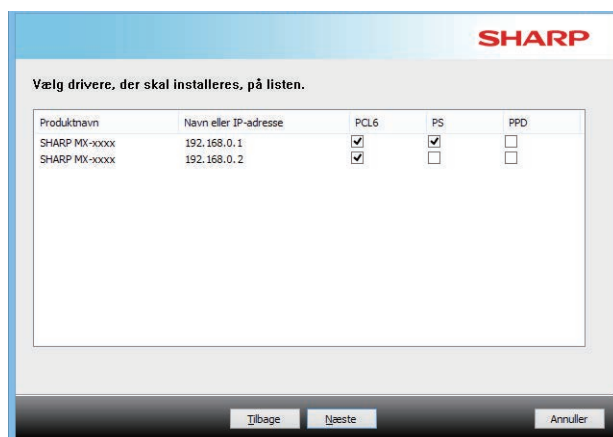 SHARP
Vælg drivere, der skal installeres, på listen.
Produktnavn Navn eller IP-adresse PCL6 PS PPD
SHARP MX-xxxx 192.168.0.1
SHARP MX-xxxx 192.168.0.2
Tilbage Næste Annuller